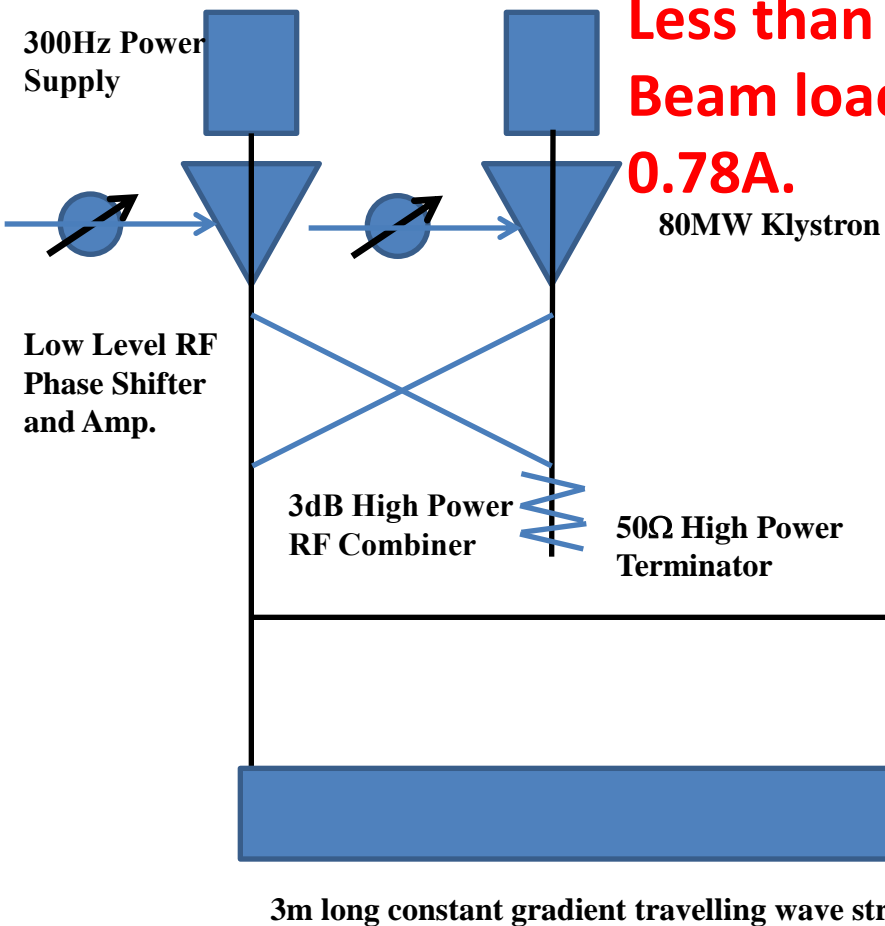 300Hz Power
Supply
Less than
Beam load
0.78A.
80MW Klystron
Low Level RF
Phase Shifter
and Amp.
3dB High Power
RF Combiner
50Ω High Power
Terminator
3m long constant gradient travelling wave str